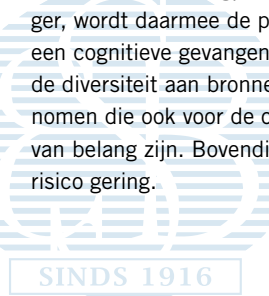 ger, wordt daarmee de p
een cognitieve gevangen
de diversiteit aan bronne
nomen die ook voor de o
van belang zijn. Bovendi
risico gering.
SINDS 1916